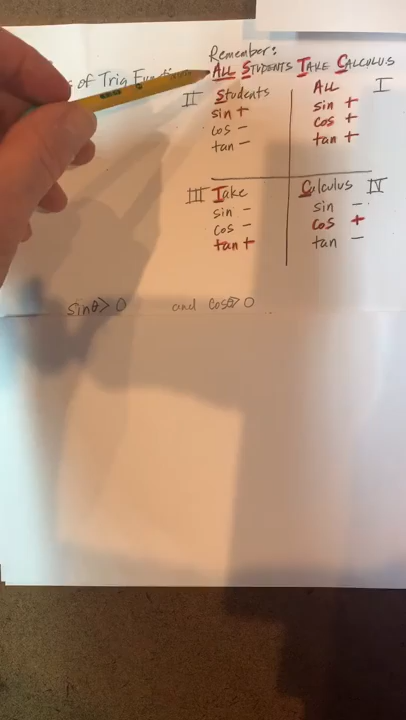 Remember:
of Trig Functions
ALL STUDENTS TAKE CALCULUS
II
Students
sin +
cos -
tan -
ALL
I
sin +
cos +
tan +
III
Take
sin -
cos -
tan +
Calculus
IV
sin -
cos +
tan -
sinθ > 0 and cosθ > 0